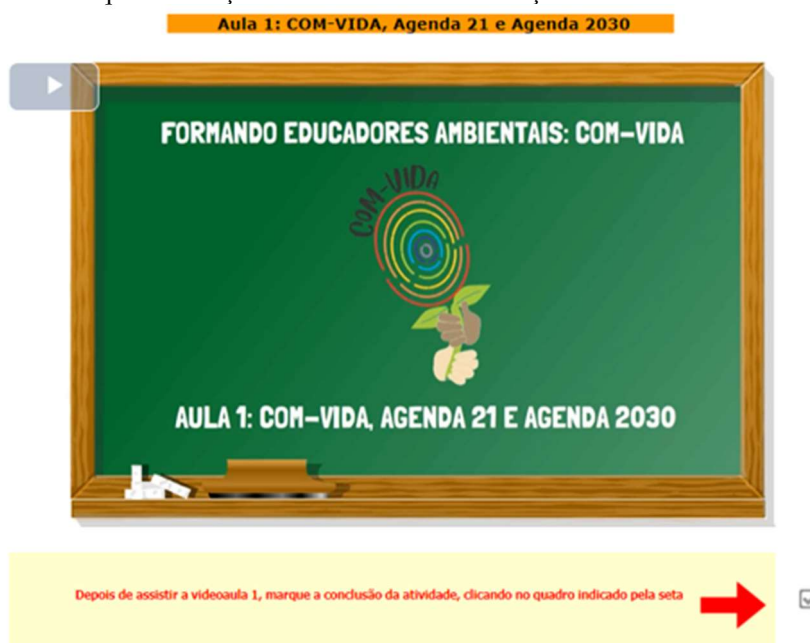 Aula 1: COM-VIDA, Agenda 21 e Agenda 2030
FORMANDO EDUCADORES AMBIENTAIS: COM-VIDA
COM-VIDA
AULA 1: COM-VIDA, AGENDA 21 E AGENDA 2030
Depois de assistir a videoaula 1, marque a conclusão da atividade, clicando no quadro indicado pela seta